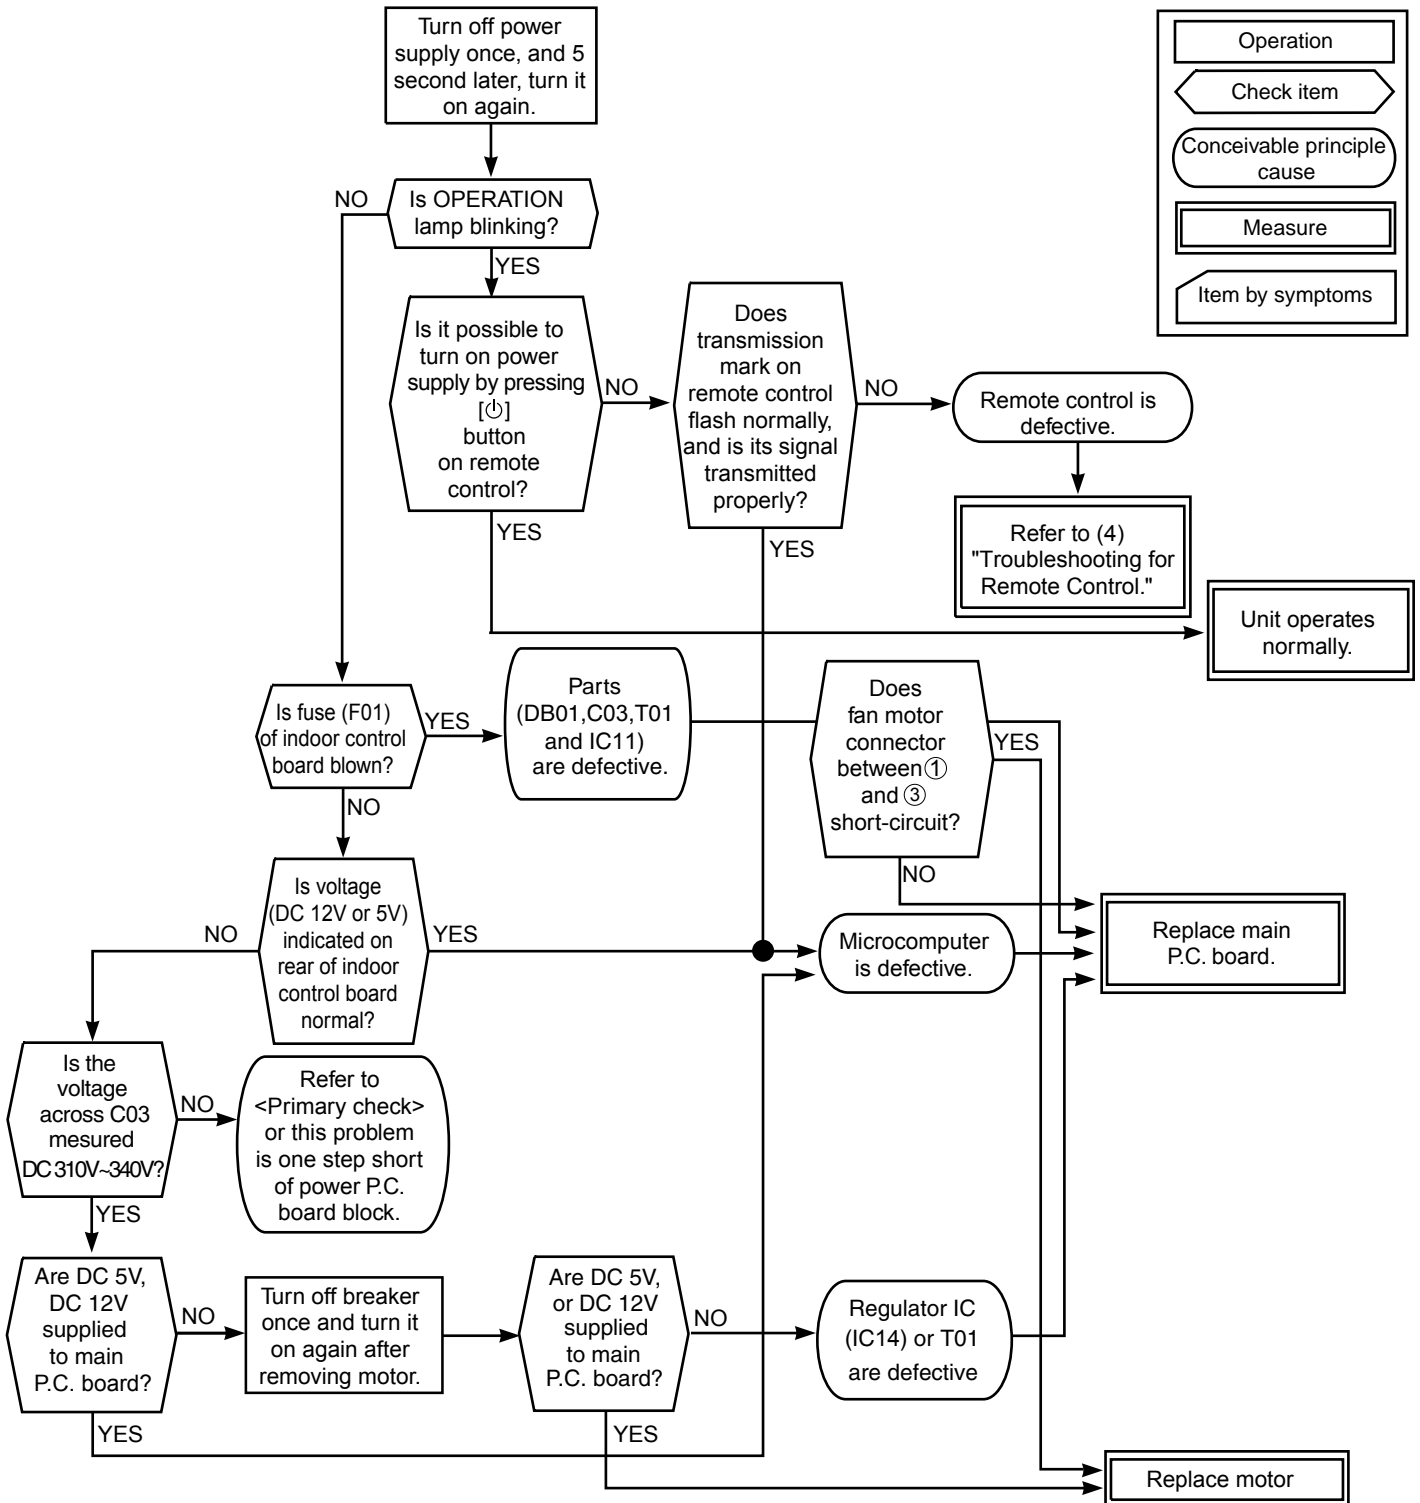 Turn off power
supply once, and 5
second later, turn it
on again.
Operation
Check item
Conceivable principle
cause
Measure
Item by symptoms
NO
Is OPERATION
lamp blinking?
YES
Is it possible to
turn on power
supply by pressing
[⏻]
button
on remote
control?
NO
Does
transmission
mark on
remote control
flash normally,
and is its signal
transmitted
properly?
NO
Remote control is
defective.
YES
YES
Refer to (4)
"Troubleshooting for
Remote Control."
Unit operates
normally.
Is fuse (F01)
of indoor control
board blown?
YES
Parts
(DB01,C03,T01
and IC11)
are defective.
Does
fan motor
connector
between①
and ③
short-circuit?
YES
NO
NO
Is voltage
(DC 12V or 5V)
indicated on
rear of indoor
control board
normal?
NO
YES
Microcomputer
is defective.
Replace main
P.C. board.
Is the
voltage
across C03
mesured
DC 310V~340V?
NO
Refer to
<Primary check>
or this problem
is one step short
of power P.C.
board block.
YES
Are DC 5V,
DC 12V
supplied
to main
P.C. board?
NO
Turn off breaker
once and turn it
on again after
removing motor.
Are DC 5V,
or DC 12V
supplied
to main
P.C. board?
NO
Regulator IC
(IC14) or T01
are defective
YES
YES
Replace motor